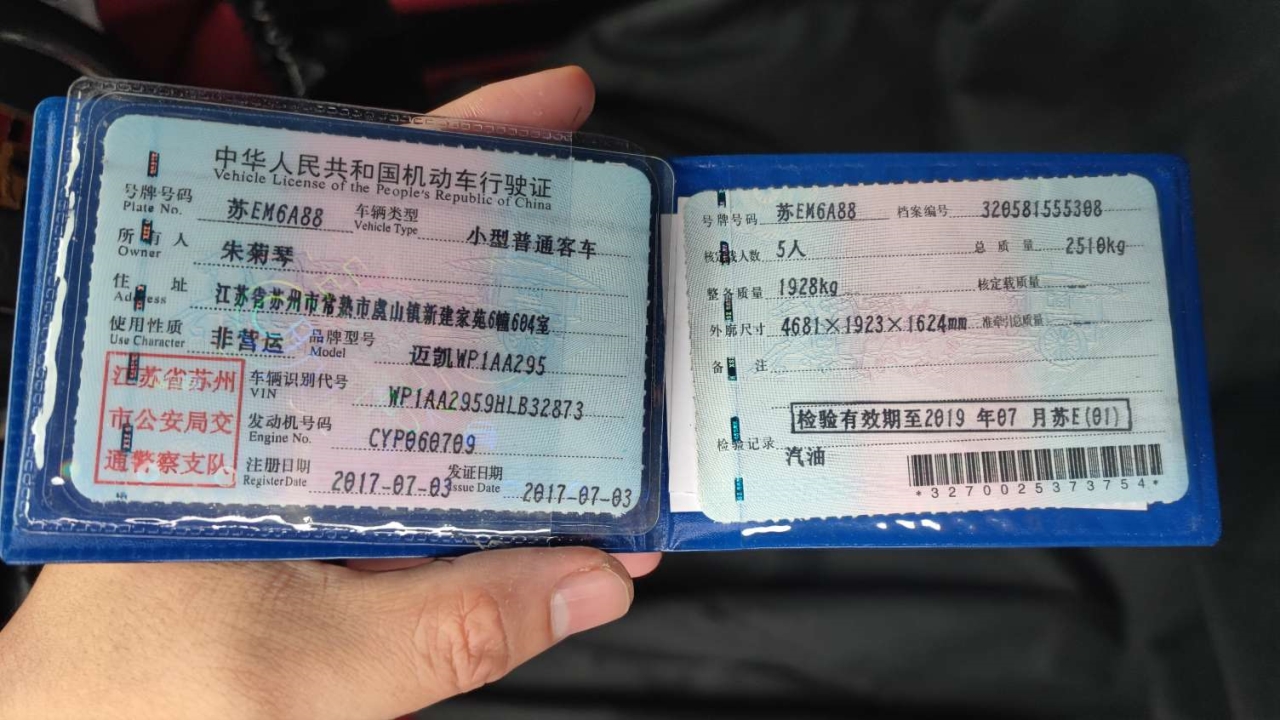 中华人民共和国机动车行驶证
Vehicle License of the People's Republic of China
号牌号码 苏EM6A88 车辆类型 小型普通客车
Plate No. Vehicle Type
所有人 朱菊琴
Owner
住址 江苏省苏州市常熟市虞山镇新建家苑6幢604室
Address
使用性质 非营运 品牌型号 迈凯WP1AA295
Use Character Model
江苏省苏州
市公安局交
通警察支队
车辆识别代号 WP1AA2959HLB32873
VIN
发动机号码 CYP060709
Engine No.
注册日期 2017-07-03 发证日期 2017-07-03
Register Date Issue Date
号牌号码 苏EM6A88 档案编号 320581555308
核定载人数 5人 总质量 2510kg
整备质量 1928kg 核定载质量
外廓尺寸 4681×1923×1624mm 准牵引总质量
备注
检验有效期至2019 年07 月苏E(01)
检验记录
汽油
*3270025373754*